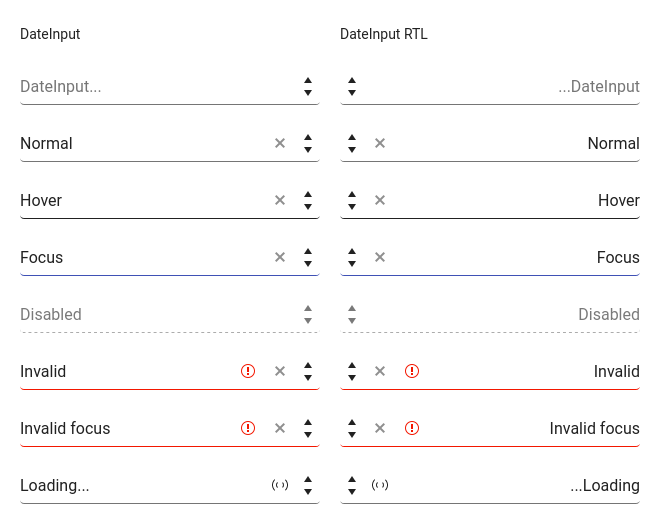 DateInput DateInput RTL
DateInput... ...DateInput
Normal Normal
Hover Hover
Focus Focus
Disabled Disabled
Invalid Invalid
Invalid focus Invalid focus
Loading... ...Loading